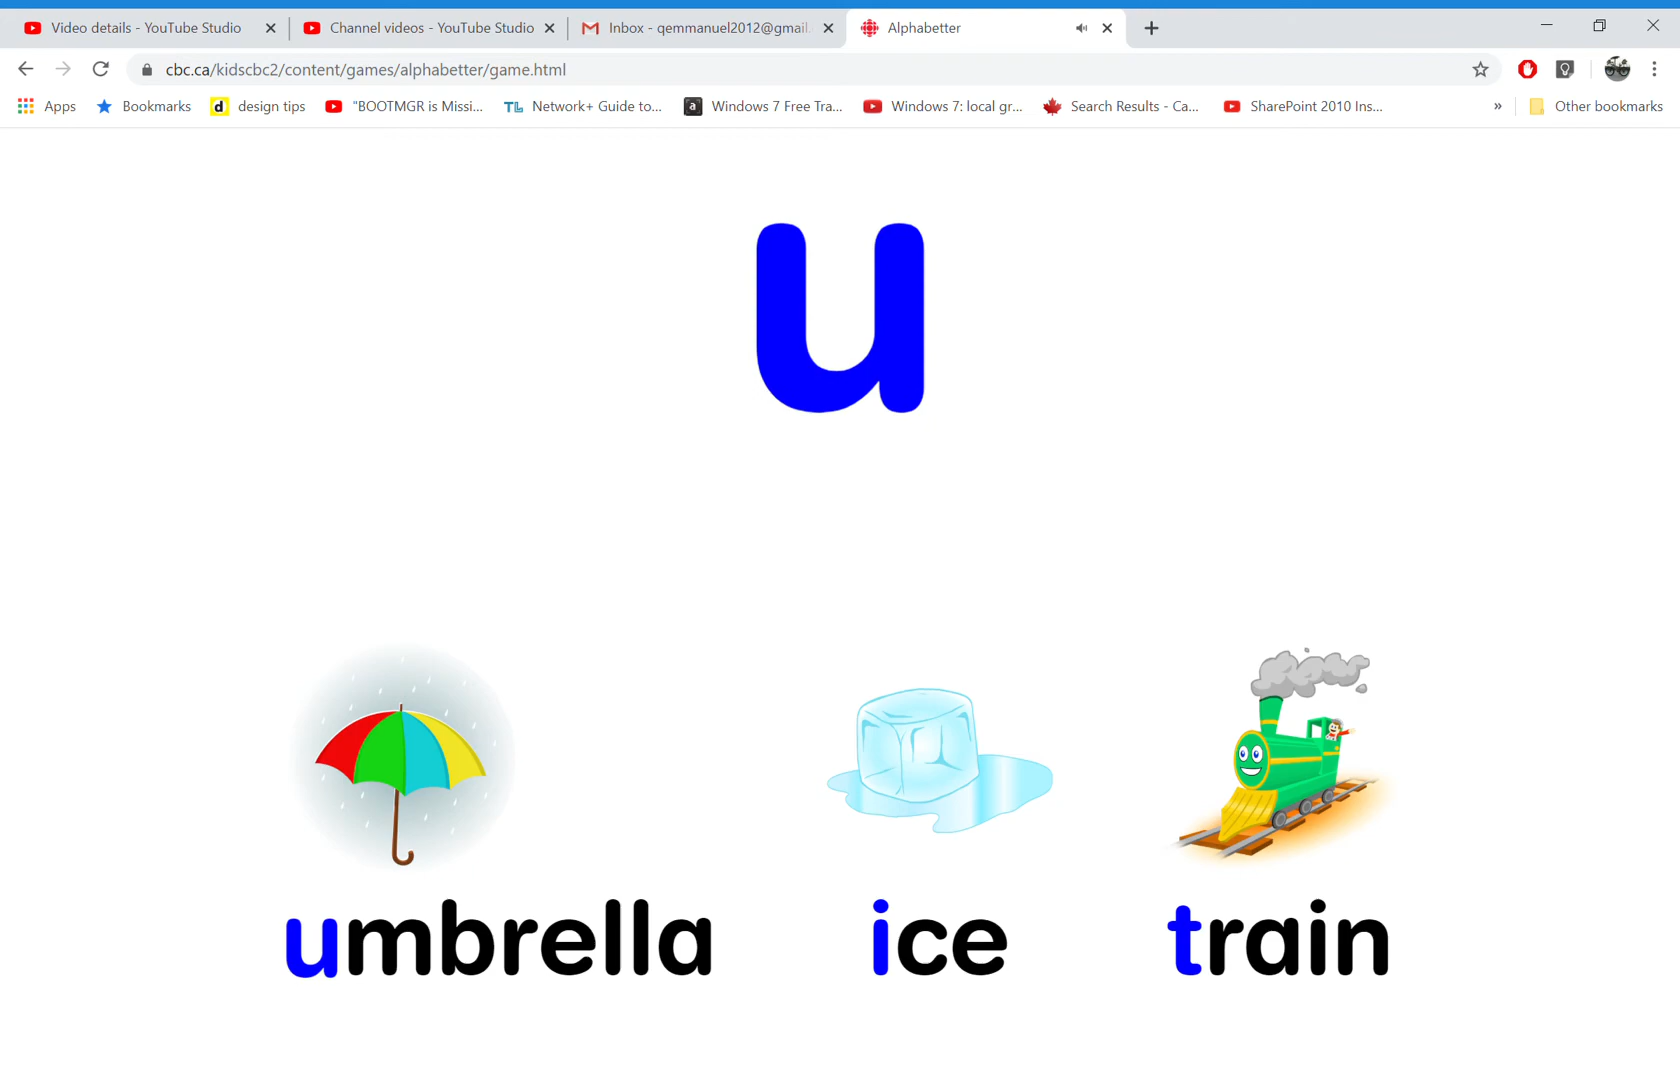 Video details - YouTube Studio
Channel videos - YouTube Studio
Inbox - qemmanuel2012@gmail.
Alphabetter
cbc.ca/kidscbc2/content/games/alphabetter/game.html
Apps
Bookmarks
d design tips
"BOOTMGR is Missi...
TL Network+ Guide to...
a Windows 7 Free Tra...
Windows 7: local gr...
Search Results - Ca...
SharePoint 2010 Ins...
»
Other bookmarks
u
umbrella ice train